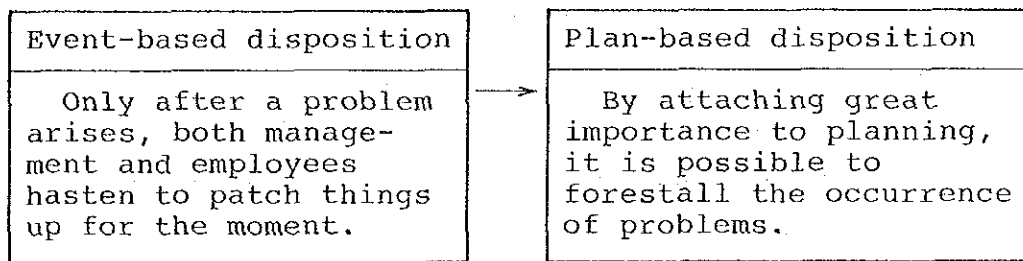 Event-based disposition
Only after a problem
arises, both manage-
ment and employees
hasten to patch things
up for the moment.
Plan-based disposition
By attaching great
importance to planning,
it is possible to
forestall the occurrence
of problems.